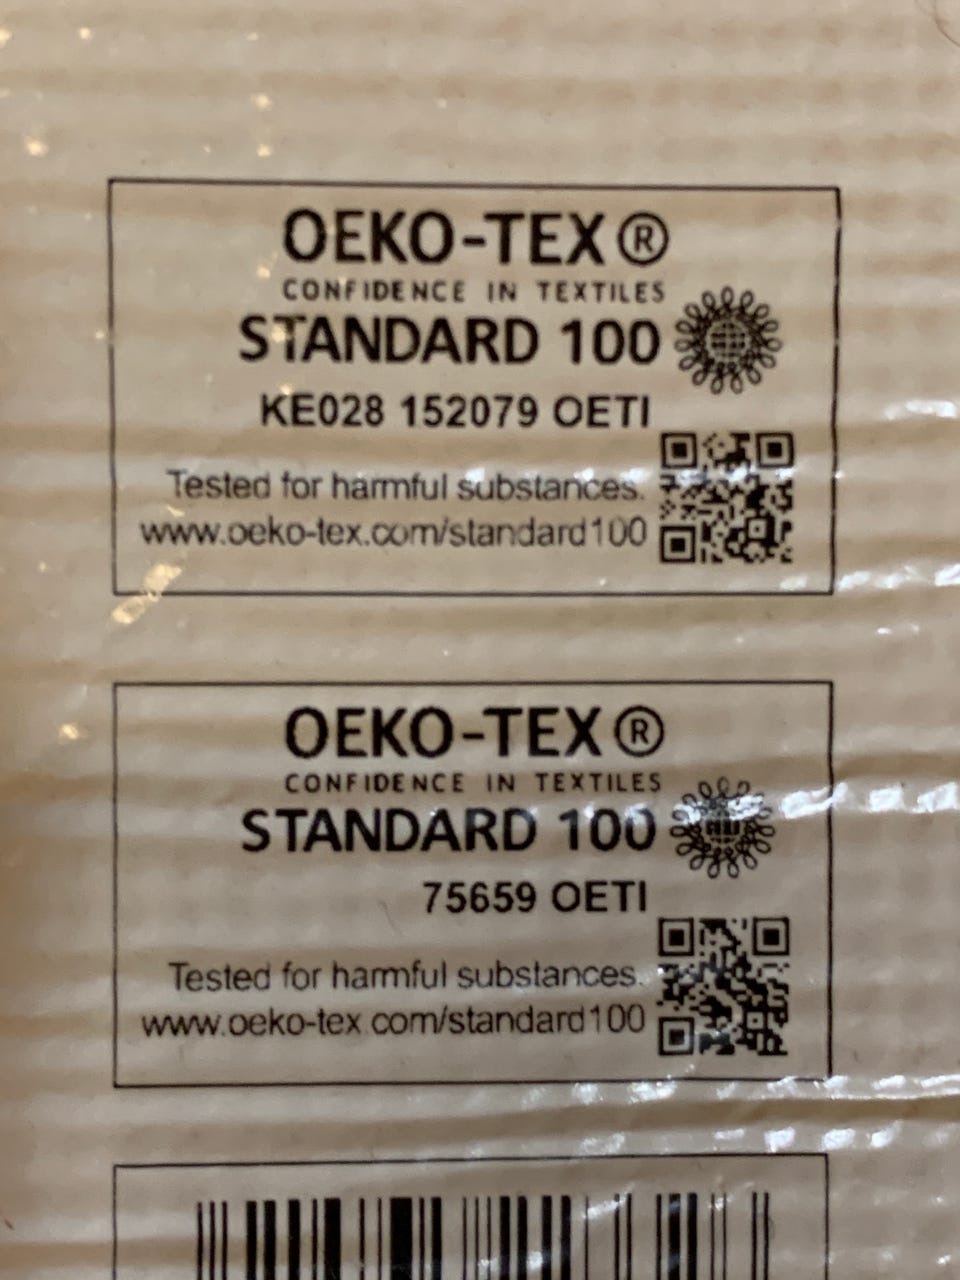 OEKO-TEX®
CONFIDENCE IN TEXTILES
STANDARD 100
KE028 152079 OETI
Tested for harmful substances.
www.oeko-tex.com/standard100
OEKO-TEX®
CONFIDENCE IN TEXTILES
STANDARD 100
75659 OETI
Tested for harmful substances.
www.oeko-tex.com/standard100